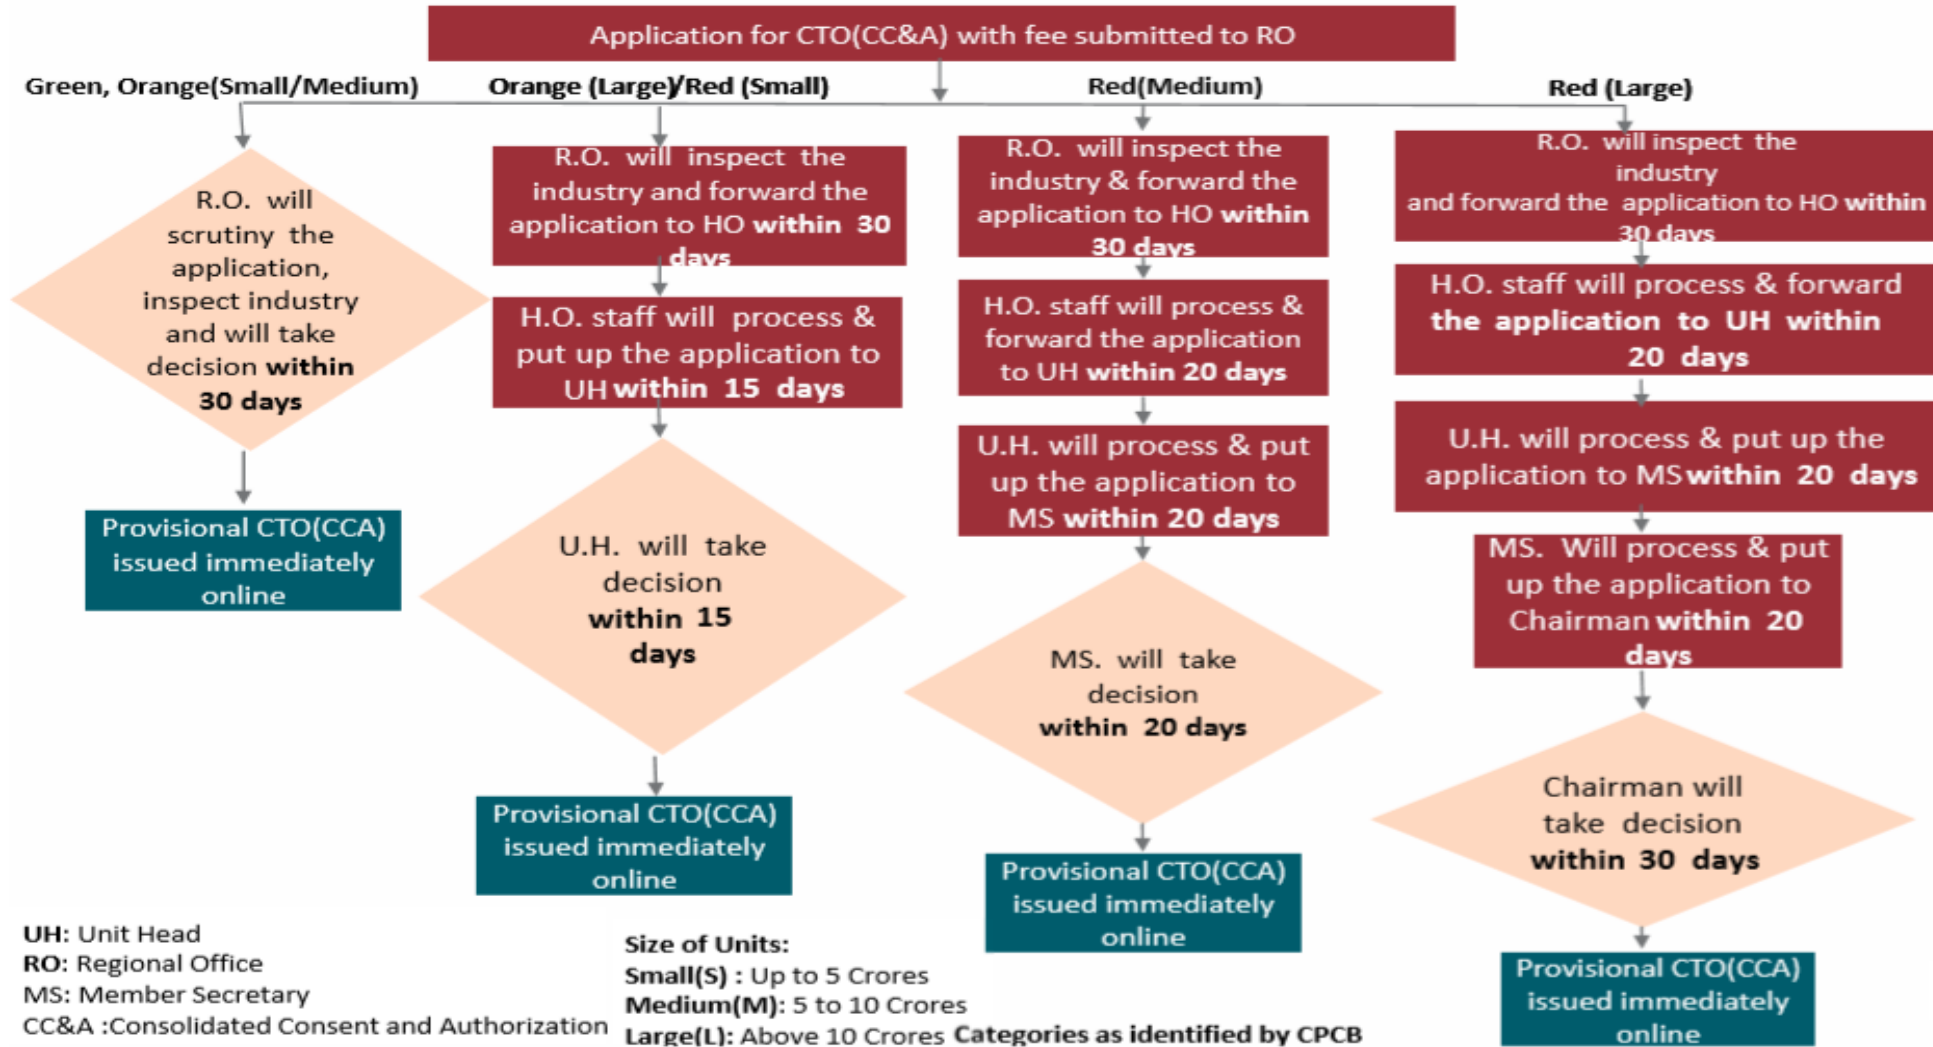 Application for CTO(CC&A) with fee submitted to RO
Green, Orange(Small/Medium)
Orange (Large)/Red (Small)
Red(Medium)
Red (Large)
R.O. will
scrutiny the
application,
inspect industry
and will take
decision within
30 days
Provisional CTO(CCA)
issued immediately
online
R.O. will inspect the
industry and forward the
application to HO within 30
days
H.O. staff will process &
put up the application to
UH within 15 days
U.H. will take
decision
within 15
days
Provisional CTO(CCA)
issued immediately
online
R.O. will inspect the
industry & forward the
application to HO within
30 days
H.O. staff will process &
forward the application
to UH within 20 days
U.H. will process & put
up the application to
MS within 20 days
MS. will take
decision
within 20 days
Provisional CTO(CCA)
issued immediately
online
R.O. will inspect the
industry
and forward the application to HO within
30 days
H.O. staff will process & forward
the application to UH within
20 days
U.H. will process & put up the
application to MS within 20 days
MS. Will process & put
up the application to
Chairman within 20
days
Chairman will
take decision
within 30 days
Provisional CTO(CCA)
issued immediately
online
UH: Unit Head
RO: Regional Office
MS: Member Secretary
CC&A :Consolidated Consent and Authorization
Size of Units:
Small(S) : Up to 5 Crores
Medium(M): 5 to 10 Crores
Large(L): Above 10 Crores Categories as identified by CPCB